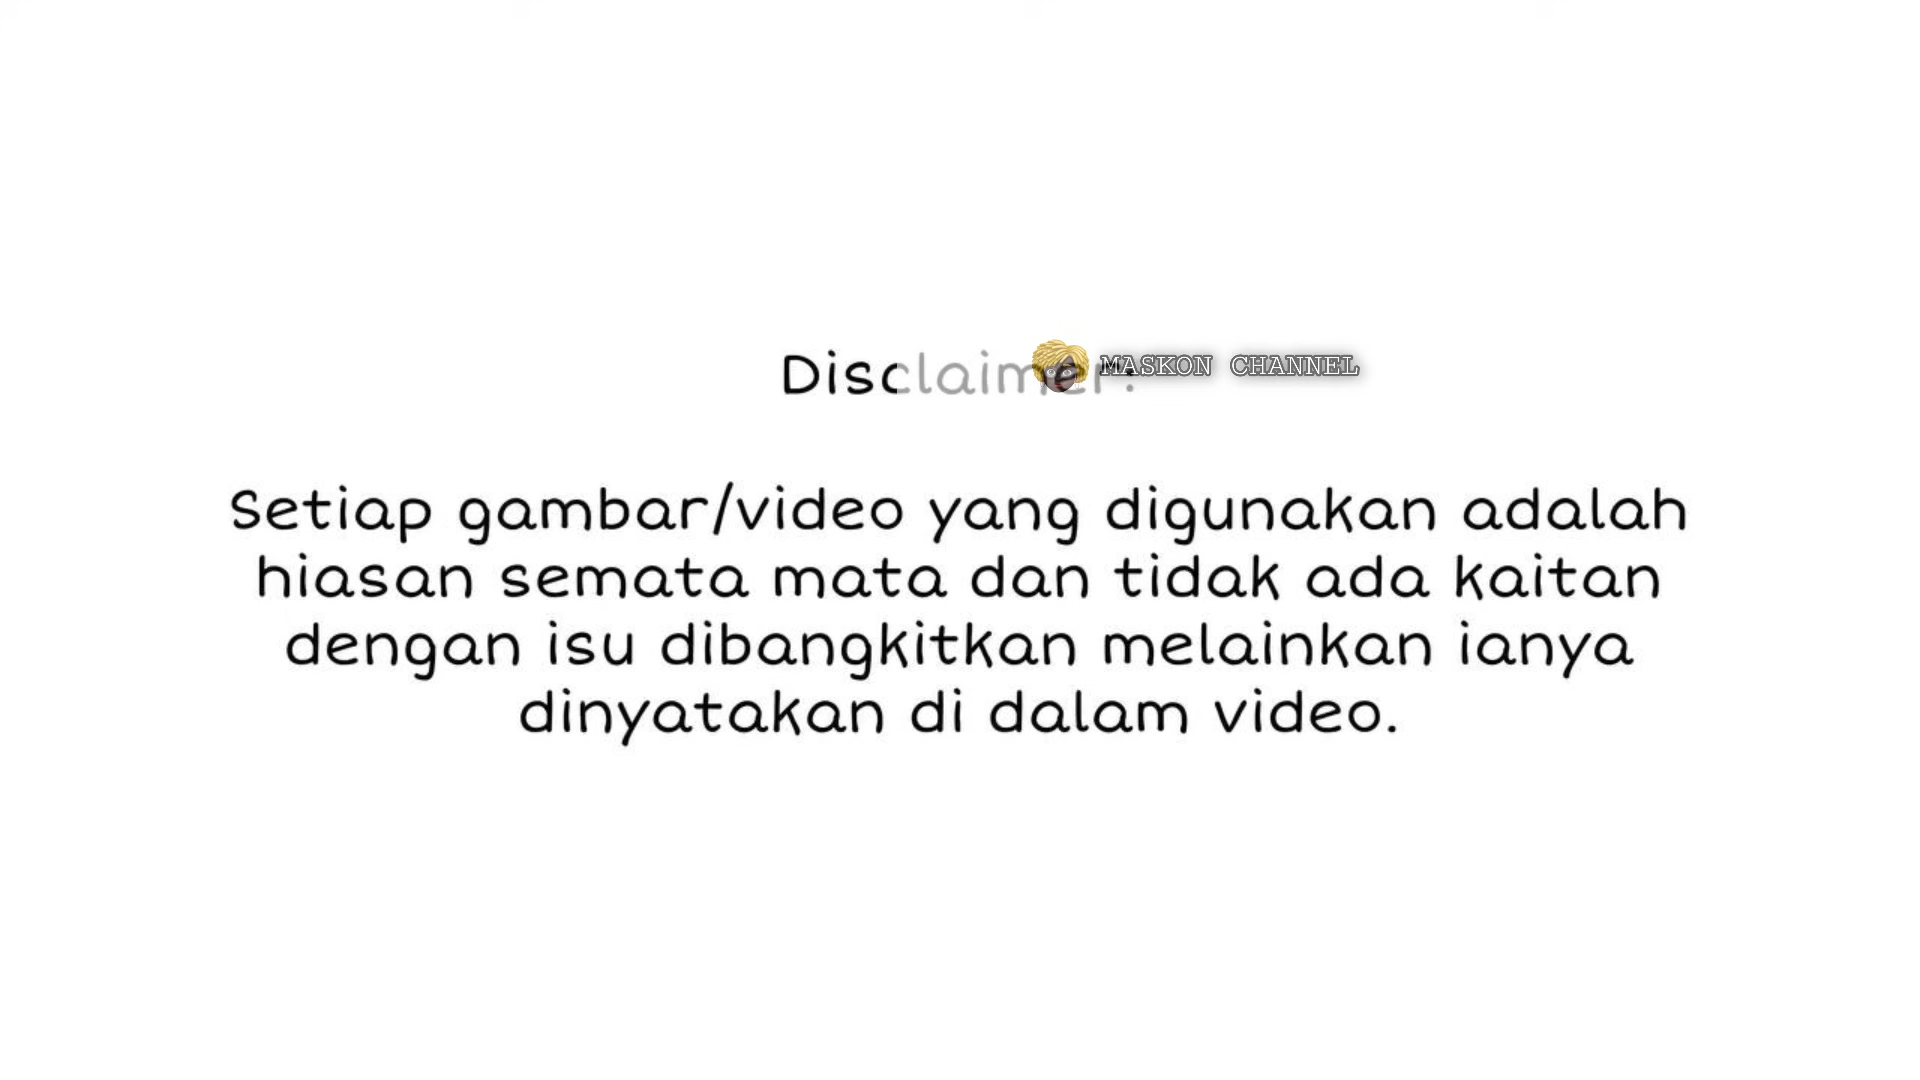 Disclaimer:
MASKON CHANNEL
Setiap gambar/video yang digunakan adalah
hiasan semata mata dan tidak ada kaitan
dengan isu dibangkitkan melainkan ianya
dinyatakan di dalam video.